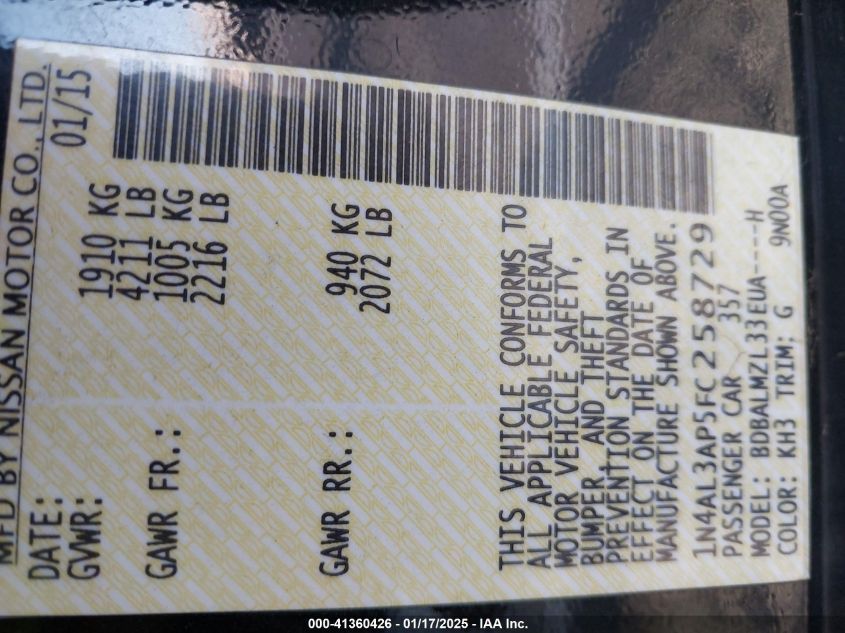 MFD BY NISSAN MOTOR CO., LTD.
DATE: 01/15
GVWR: 1910 KG
4211 LB
GAWR FR.: 1005 KG
2216 LB
GAWR RR.: 940 KG
2072 LB
THIS VEHICLE CONFORMS TO
ALL APPLICABLE FEDERAL
MOTOR VEHICLE SAFETY,
BUMPER, AND THEFT
PREVENTION STANDARDS IN
EFFECT ON THE DATE OF
MANUFACTURE SHOWN ABOVE.
1N4AL3AP5FC258729
PASSENGER CAR 357
MODEL: BDBALMZL33EUA----H
COLOR: KH3 TRIM: G 9N00A
000-41360426 - 01/17/2025 - IAA Inc.